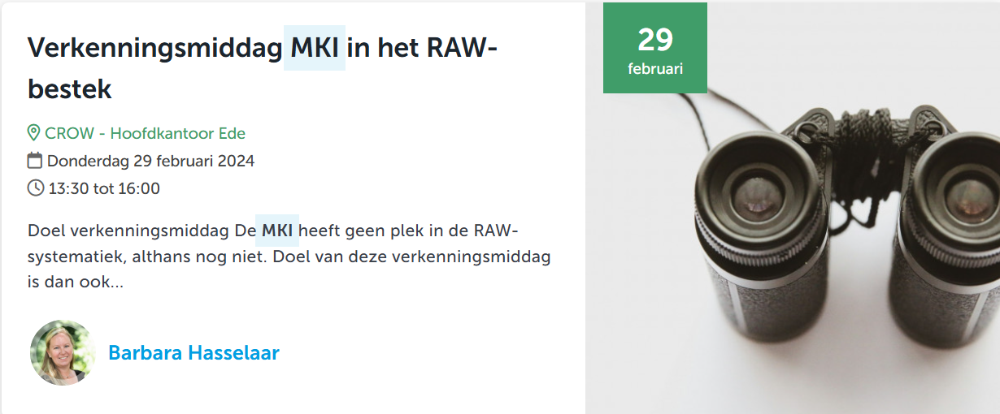 Verkenningsmiddag MKI in het RAW-
bestek
CROW - Hoofdkantoor Ede
Donderdag 29 februari 2024
13:30 tot 16:00
Doel verkenningsmiddag De MKI heeft geen plek in de RAW-
systematiek, althans nog niet. Doel van deze verkenningsmiddag
is dan ook...
Barbara Hasselaar
29
februari